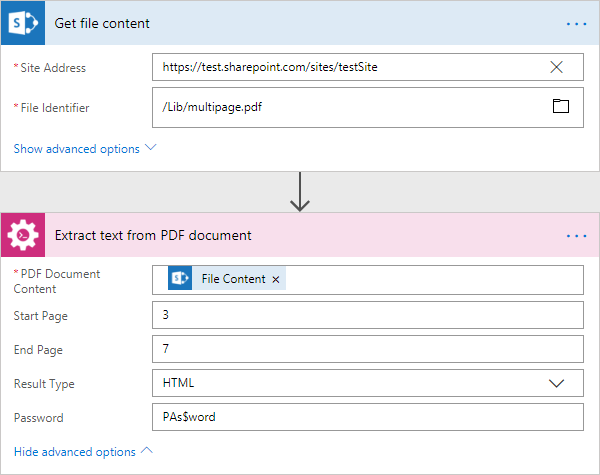 Get file content
* Site Address
https://test.sharepoint.com/sites/testSite
* File Identifier
/Lib/multipage.pdf
Show advanced options
Extract text from PDF document
* PDF Document
Content
File Content ×
Start Page
3
End Page
7
Result Type
HTML
Password
PAs$word
Hide advanced options